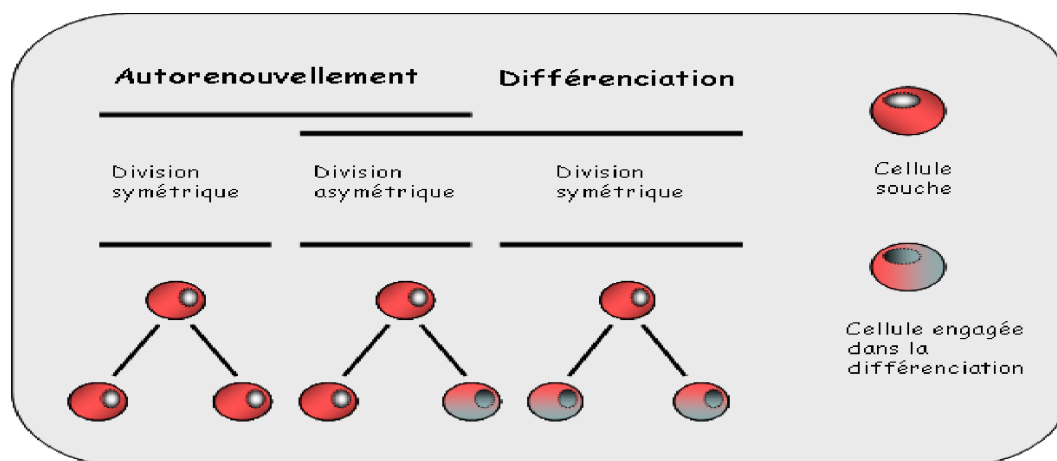 Autorenouvellement
Différenciation
Division
symétrique
Division
asymétrique
Division
symétrique
Cellule
souche
Cellule engagée
dans la
différenciation